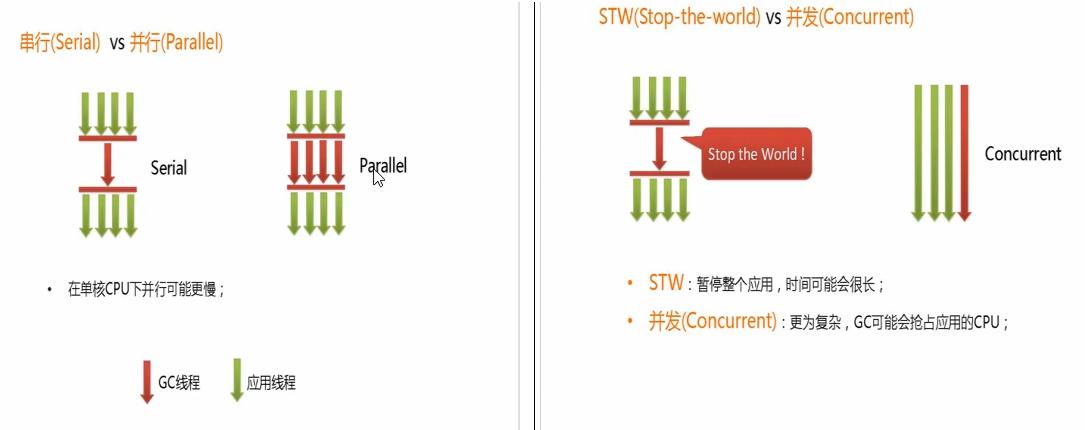 串行(Serial) vs 并行(Parallel)
Serial
Parallel
• 在单核CPU下并行可能更慢；
GC线程
应用线程
STW(Stop-the-world) vs 并发(Concurrent)
Stop the World !
Concurrent
• STW：暂停整个应用，时间可能会很长；
• 并发(Concurrent)：更为复杂，GC可能会抢占应用的CPU；